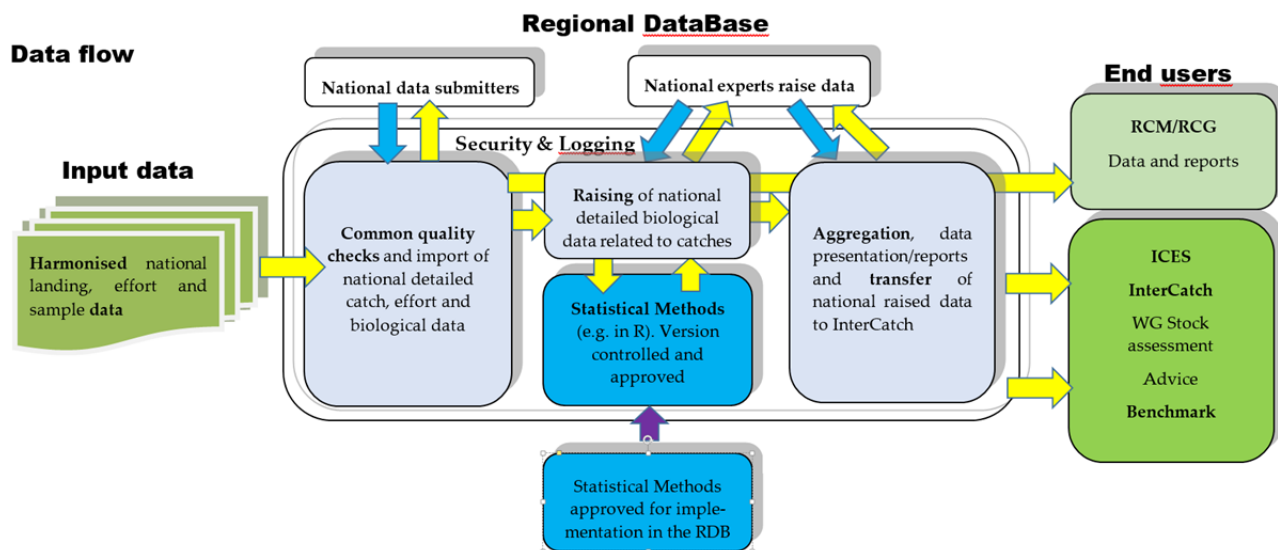 Regional DataBase
Data flow
National data submitters
National experts raise data
End users
RCM/RCG
Data and reports
Security & Logging
Input data
Harmonised national
landing, effort and
sample data
Common quality
checks and import of
national detailed
catch, effort and
biological data
Raising of national
detailed biological
data related to catches
Statistical Methods
(e.g. in R). Version
controlled and
approved
Aggregation, data
presentation/reports
and transfer of
national raised data
to InterCatch
ICES
InterCatch
WG Stock
assessment
Advice
Benchmark
Statistical Methods
approved for imple-
mentation in the RDB